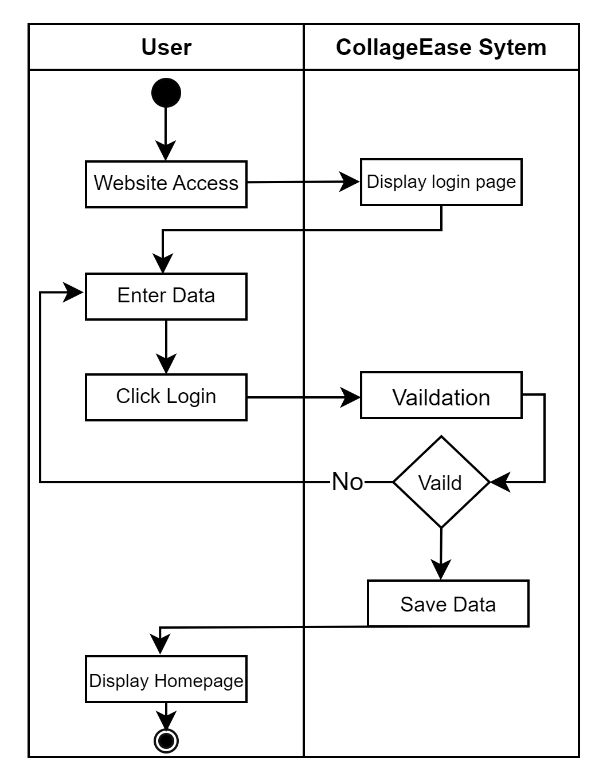 User
CollageEase Sytem
Website Access
Display login page
Enter Data
Click Login
Vaildation
No
Vaild
Save Data
Display Homepage